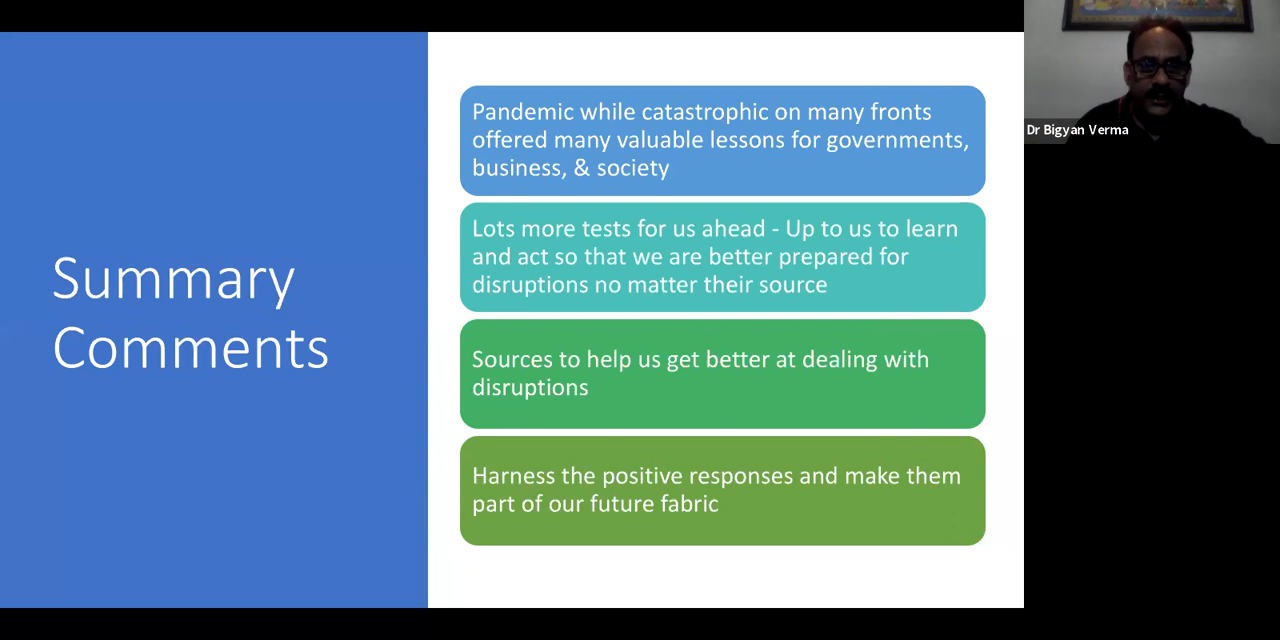 Summary
Comments
Pandemic while catastrophic on many fronts
offered many valuable lessons for governments,
business, & society
Lots more tests for us ahead - Up to us to learn
and act so that we are better prepared for
disruptions no matter their source
Sources to help us get better at dealing with
disruptions
Harness the positive responses and make them
part of our future fabric
Dr Bigyan Verma